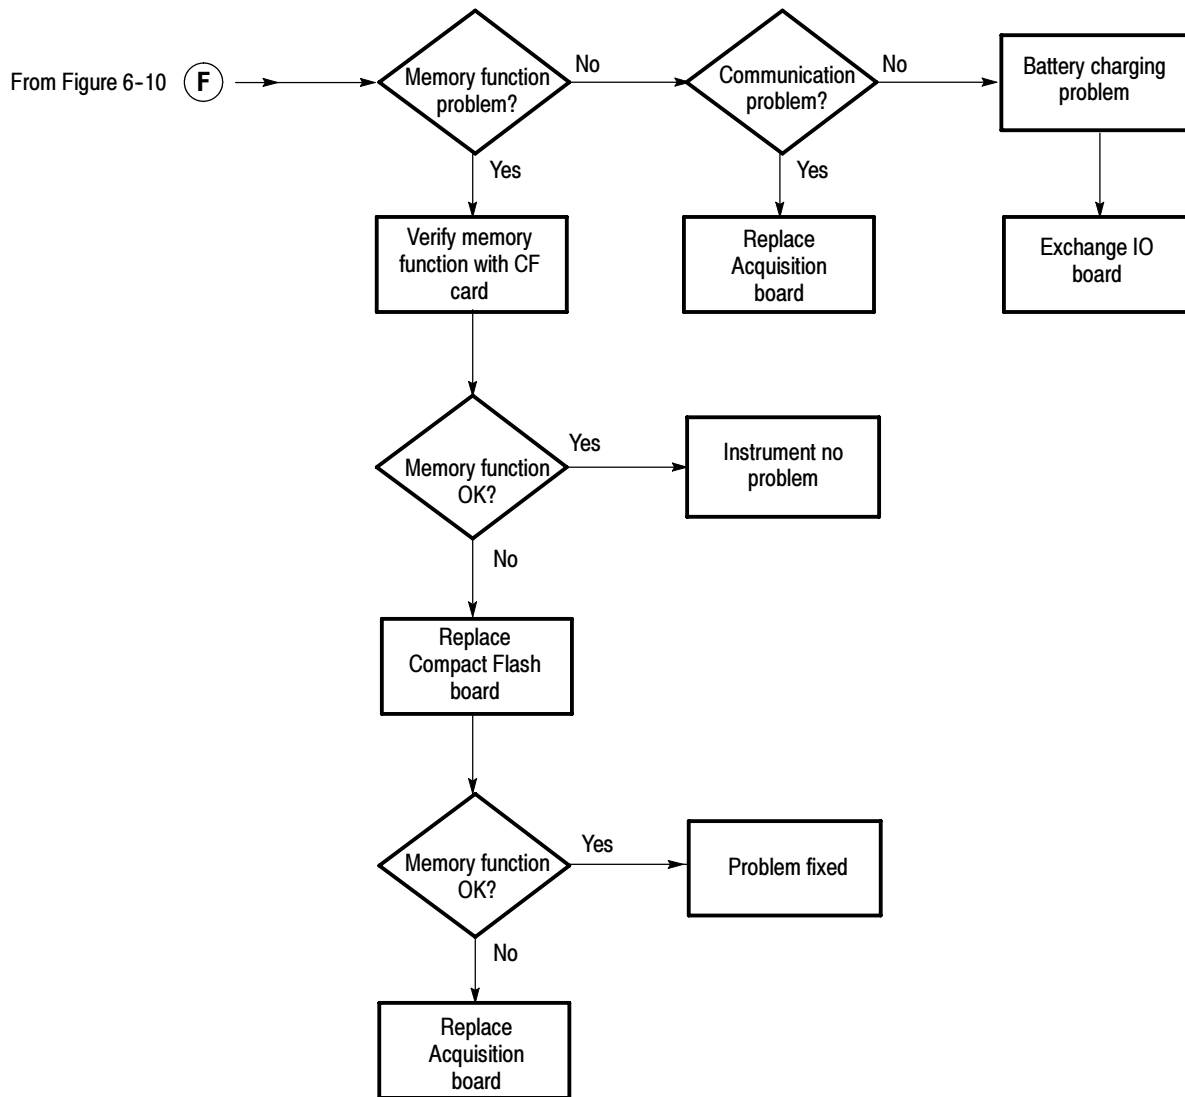 From Figure 6-10
F
Memory function
problem?
No
Communication
problem?
No
Battery charging
problem
Yes
Yes
Verify memory
function with CF
card
Replace
Acquisition
board
Exchange IO
board
Memory function
OK?
Yes
Instrument no
problem
No
Replace
Compact Flash
board
Memory function
OK?
Yes
Problem fixed
No
Replace
Acquisition
board